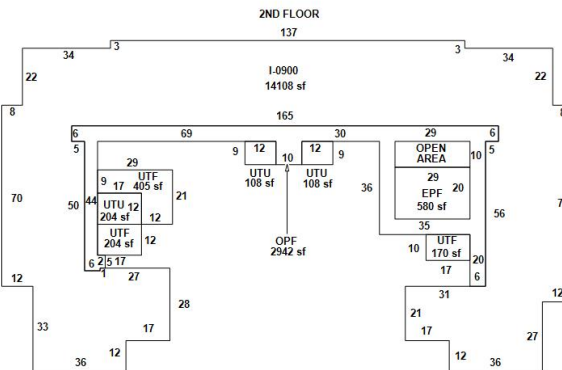 2ND FLOOR
137
3
3
34
34
22
22
I-0900
14108 sf
8
8
165
6
6
69
12
12
30
29
5
9
10
9
OPEN
AREA
10
5
29
UTU
108 sf
UTU
108 sf
29
9
17
UTF
405 sf
EPF
580 sf
20
21
36
70
7
50
44
UTU
204 sf
12
12
56
UTF
204 sf
12
35
OPF
2942 sf
10
UTF
170 sf
17
20
6
2
5
17
1
27
6
12
31
12
28
21
33
17
17
27
12
12
36
36